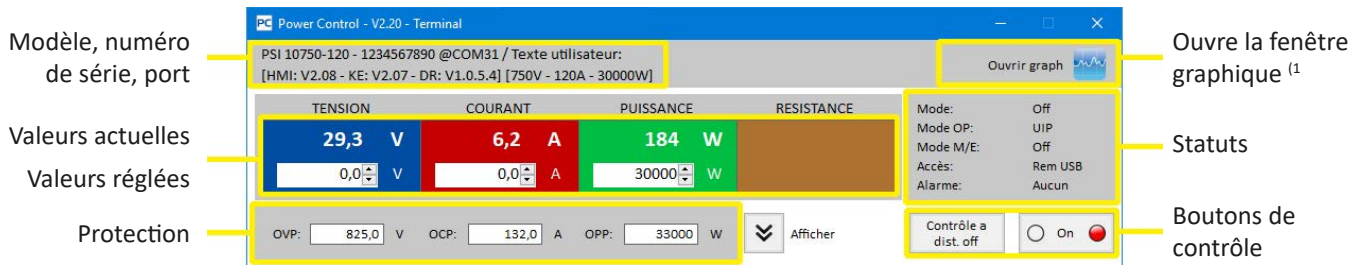 PC Power Control - V2.20 - Terminal
Modèle, numéro
de série, port
PSI 10750-120 - 1234567890 @COM31 / Texte utilisateur:
[HMI: V2.08 - KE: V2.07 - DR: V1.0.5.4] [750V - 120A - 30000W]
Ouvrir graph
Ouvre la fenêtre
graphique (1
TENSION COURANT PUISSANCE RESISTANCE
Valeurs actuelles
29,3 V 6,2 A 184 W
Valeurs réglées
0,0 V 0,0 A 30000 W
Mode: Off
Mode OP: UIP
Mode M/E: Off
Accès: Rem USB
Alarme: Aucun
Statuts
Protection
OVP: 825,0 V OCP: 132,0 A OPP: 33000 W
Afficher
Contrôle a
dist. off
On
Boutons de
contrôle